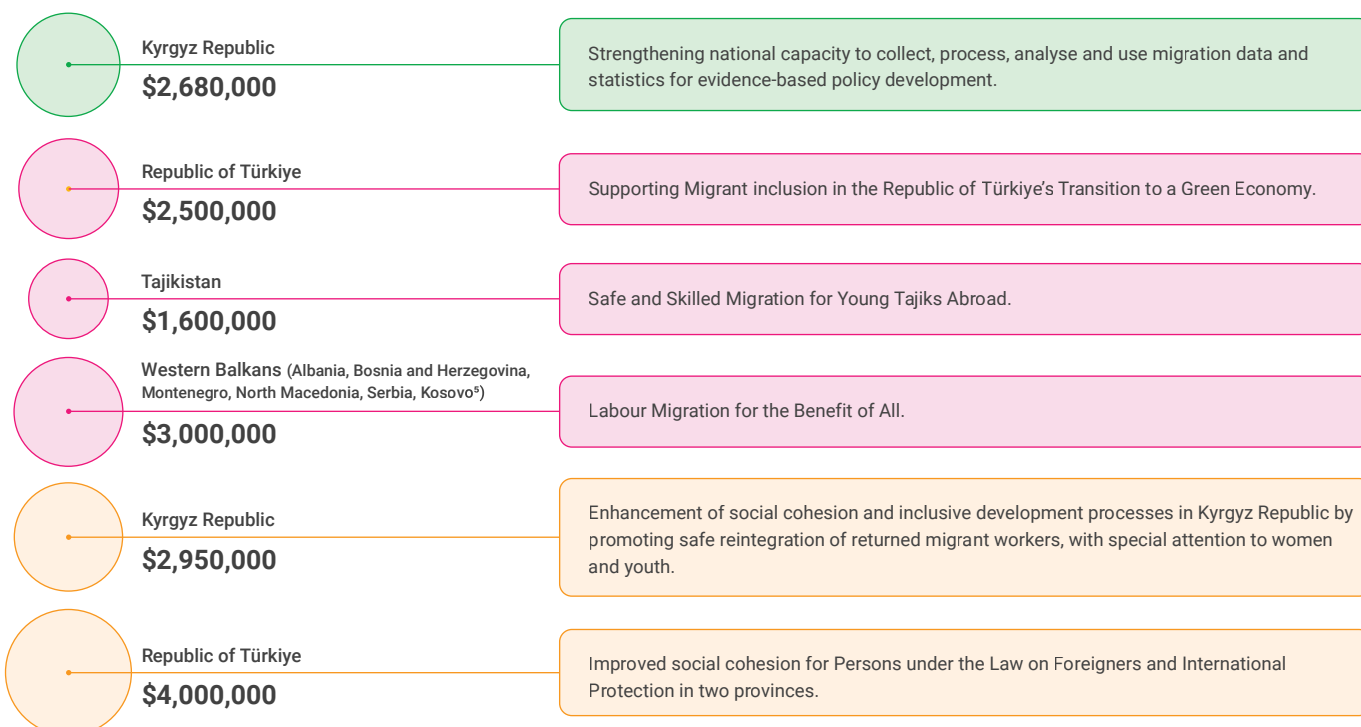 Kyrgyz Republic
$2,680,000
Strengthening national capacity to collect, process, analyse and use migration data and
statistics for evidence-based policy development.
Republic of Türkiye
$2,500,000
Supporting Migrant inclusion in the Republic of Türkiye's Transition to a Green Economy.
Tajikistan
$1,600,000
Safe and Skilled Migration for Young Tajiks Abroad.
Western Balkans (Albania, Bosnia and Herzegovina,
Montenegro, North Macedonia, Serbia, Kosovo⁵)
$3,000,000
Labour Migration for the Benefit of All.
Kyrgyz Republic
$2,950,000
Enhancement of social cohesion and inclusive development processes in Kyrgyz Republic by
promoting safe reintegration of returned migrant workers, with special attention to women
and youth.
Republic of Türkiye
$4,000,000
Improved social cohesion for Persons under the Law on Foreigners and International
Protection in two provinces.